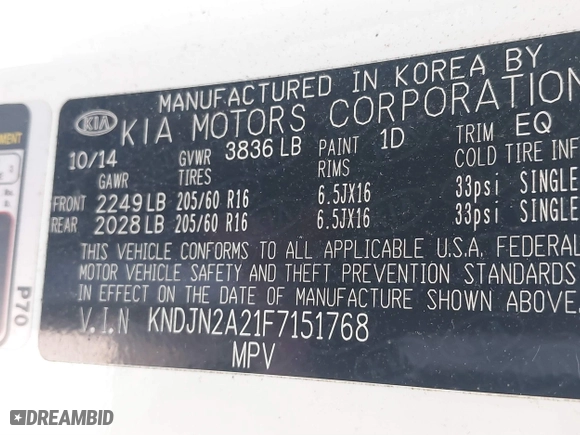 MANUFACTURED IN KOREA BY
KIA KIA MOTORS CORPORATION
10/14 GVWR 3836 LB PAINT 1D TRIM EQ
GAWR TIRES RIMS COLD TIRE INF
FRONT 2249 LB 205/60 R16 6.5JX16 33psi SINGLE
REAR 2028 LB 205/60 R16 6.5JX16 33psi SINGLE
THIS VEHICLE CONFORMS TO ALL APPLICABLE U.S.A. FEDERAL
MOTOR VEHICLE SAFETY AND THEFT PREVENTION STANDARDS
IN EFFECT ON THE DATE OF MANUFACTURE SHOWN ABOVE.
V.I.N KNDJN2A21F7151768
MPV
P70
DREAMBID